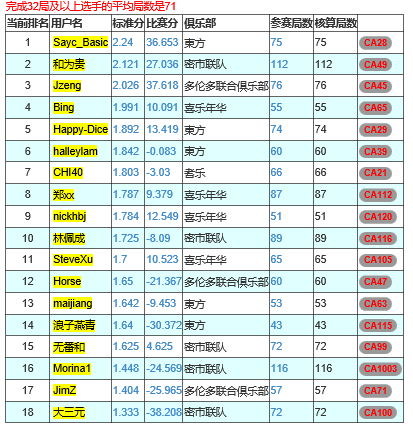 完成32局及以上选手的平均局数是71
当前排名 用户名 标准分 比赛分 俱乐部 参赛局数 核算局数
1 Sayc_Basic 2.24 36.653 東方 75 75 CA28
2 和为贵 2.121 27.036 密市联队 112 112 CA49
3 Jzeng 2.026 37.618 多伦多联合俱乐部 76 76 CA45
4 Bing 1.991 10.091 喜乐年华 55 55 CA65
5 Happy-Dice 1.892 13.419 東方 74 74 CA29
6 halleylam 1.842 -0.083 東方 60 60 CA39
7 CHI40 1.803 -3.03 耆乐 66 66 CA21
8 郑xx 1.787 9.379 喜乐年华 87 87 CA112
9 nickhbj 1.784 12.549 喜乐年华 51 51 CA120
10 林佩成 1.725 -8.09 密市联队 89 89 CA116
11 SteveXu 1.7 10.523 喜乐年华 65 65 CA105
12 Horse 1.65 -21.367 多伦多联合俱乐部 60 60 CA47
13 maijiang 1.642 -9.453 東方 53 53 CA63
14 浪子燕青 1.64 -30.372 東方 43 43 CA115
15 无番和 1.625 4.625 密市联队 72 72 CA99
16 Morina1 1.448 -24.569 密市联队 116 116 CA1003
17 JimZ 1.404 -25.965 多伦多联合俱乐部 57 57 CA71
18 大三元 1.333 -38.208 密市联队 72 72 CA100